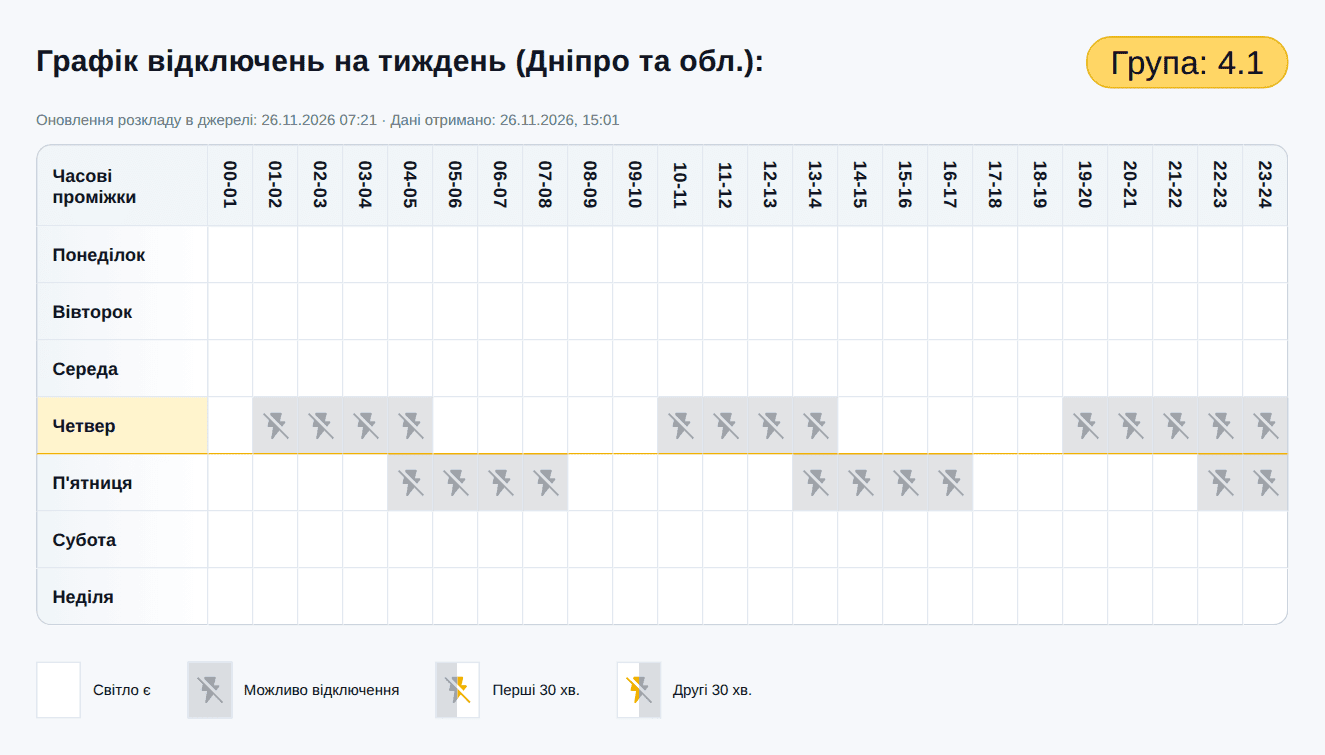 Графік відключень на тиждень (Дніпро та обл.):
Група: 4.1
Оновлення розкладу в джерелі: 26.11.2026 07:21 · Дані отримано: 26.11.2026, 15:01
Часові
проміжки
00-01
01-02
02-03
03-04
04-05
05-06
06-07
07-08
08-09
09-10
10-11
11-12
12-13
13-14
14-15
15-16
16-17
17-18
18-19
19-20
20-21
21-22
22-23
23-24
Понеділок
Вівторок
Середа
Четвер
П'ятниця
Субота
Неділя
Світло є
Можливо відключення
Перші 30 хв.
Другі 30 хв.